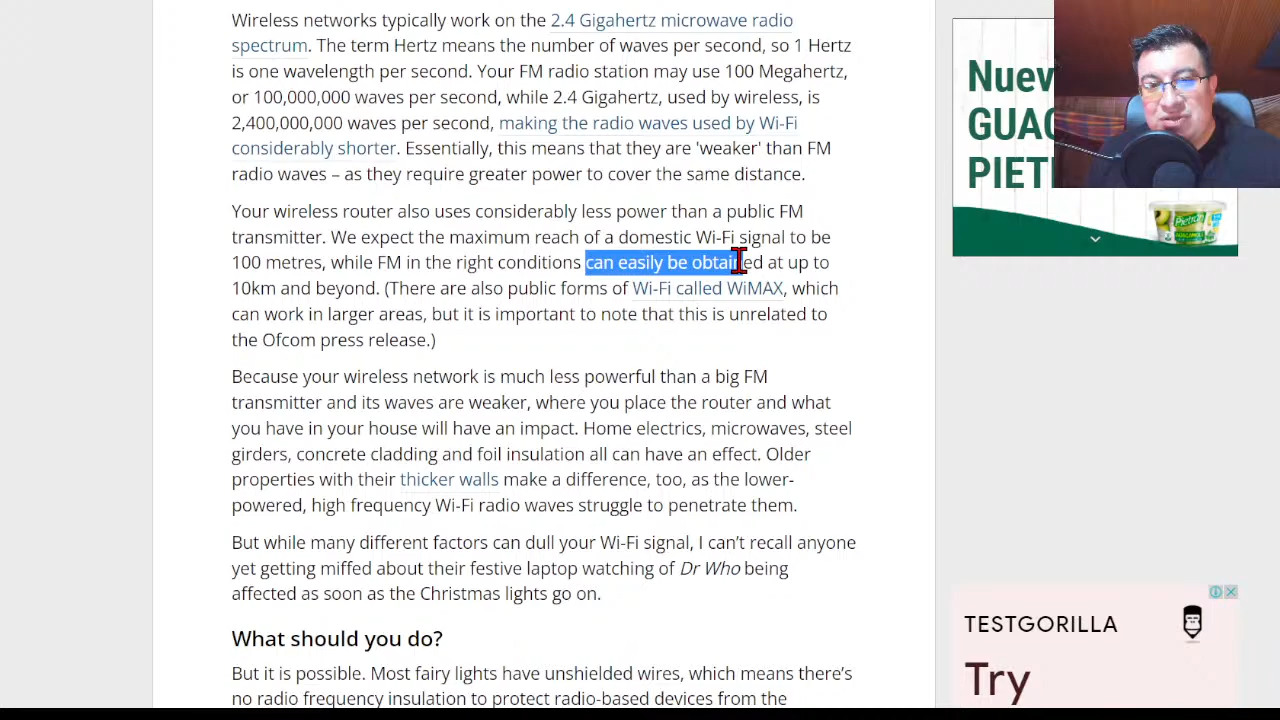 Wireless networks typically work on the 2.4 Gigahertz microwave radio
spectrum. The term Hertz means the number of waves per second, so 1 Hertz
is one wavelength per second. Your FM radio station may use 100 Megahertz,
or 100,000,000 waves per second, while 2.4 Gigahertz, used by wireless, is
2,400,000,000 waves per second, making the radio waves used by Wi-Fi
considerably shorter. Essentially, this means that they are 'weaker' than FM
radio waves – as they require greater power to cover the same distance.
Your wireless router also uses considerably less power than a public FM
transmitter. We expect the maximum reach of a domestic Wi-Fi signal to be
100 metres, while FM in the right conditions can easily be obtained at up to
10km and beyond. (There are also public forms of Wi-Fi called WiMAX, which
can work in larger areas, but it is important to note that this is unrelated to
the Ofcom press release.)
Because your wireless network is much less powerful than a big FM
transmitter and its waves are weaker, where you place the router and what
you have in your house will have an impact. Home electrics, microwaves, steel
girders, concrete cladding and foil insulation all can have an effect. Older
properties with their thicker walls make a difference, too, as the lower-
powered, high frequency Wi-Fi radio waves struggle to penetrate them.
But while many different factors can dull your Wi-Fi signal, I can't recall anyone
yet getting miffed about their festive laptop watching of Dr Who being
affected as soon as the Christmas lights go on.
What should you do?
But it is possible. Most fairy lights have unshielded wires, which means there's
no radio frequency insulation to protect radio-based devices from the
Nuev
GUAC
PIET
Pietran
TESTGORILLA
Try